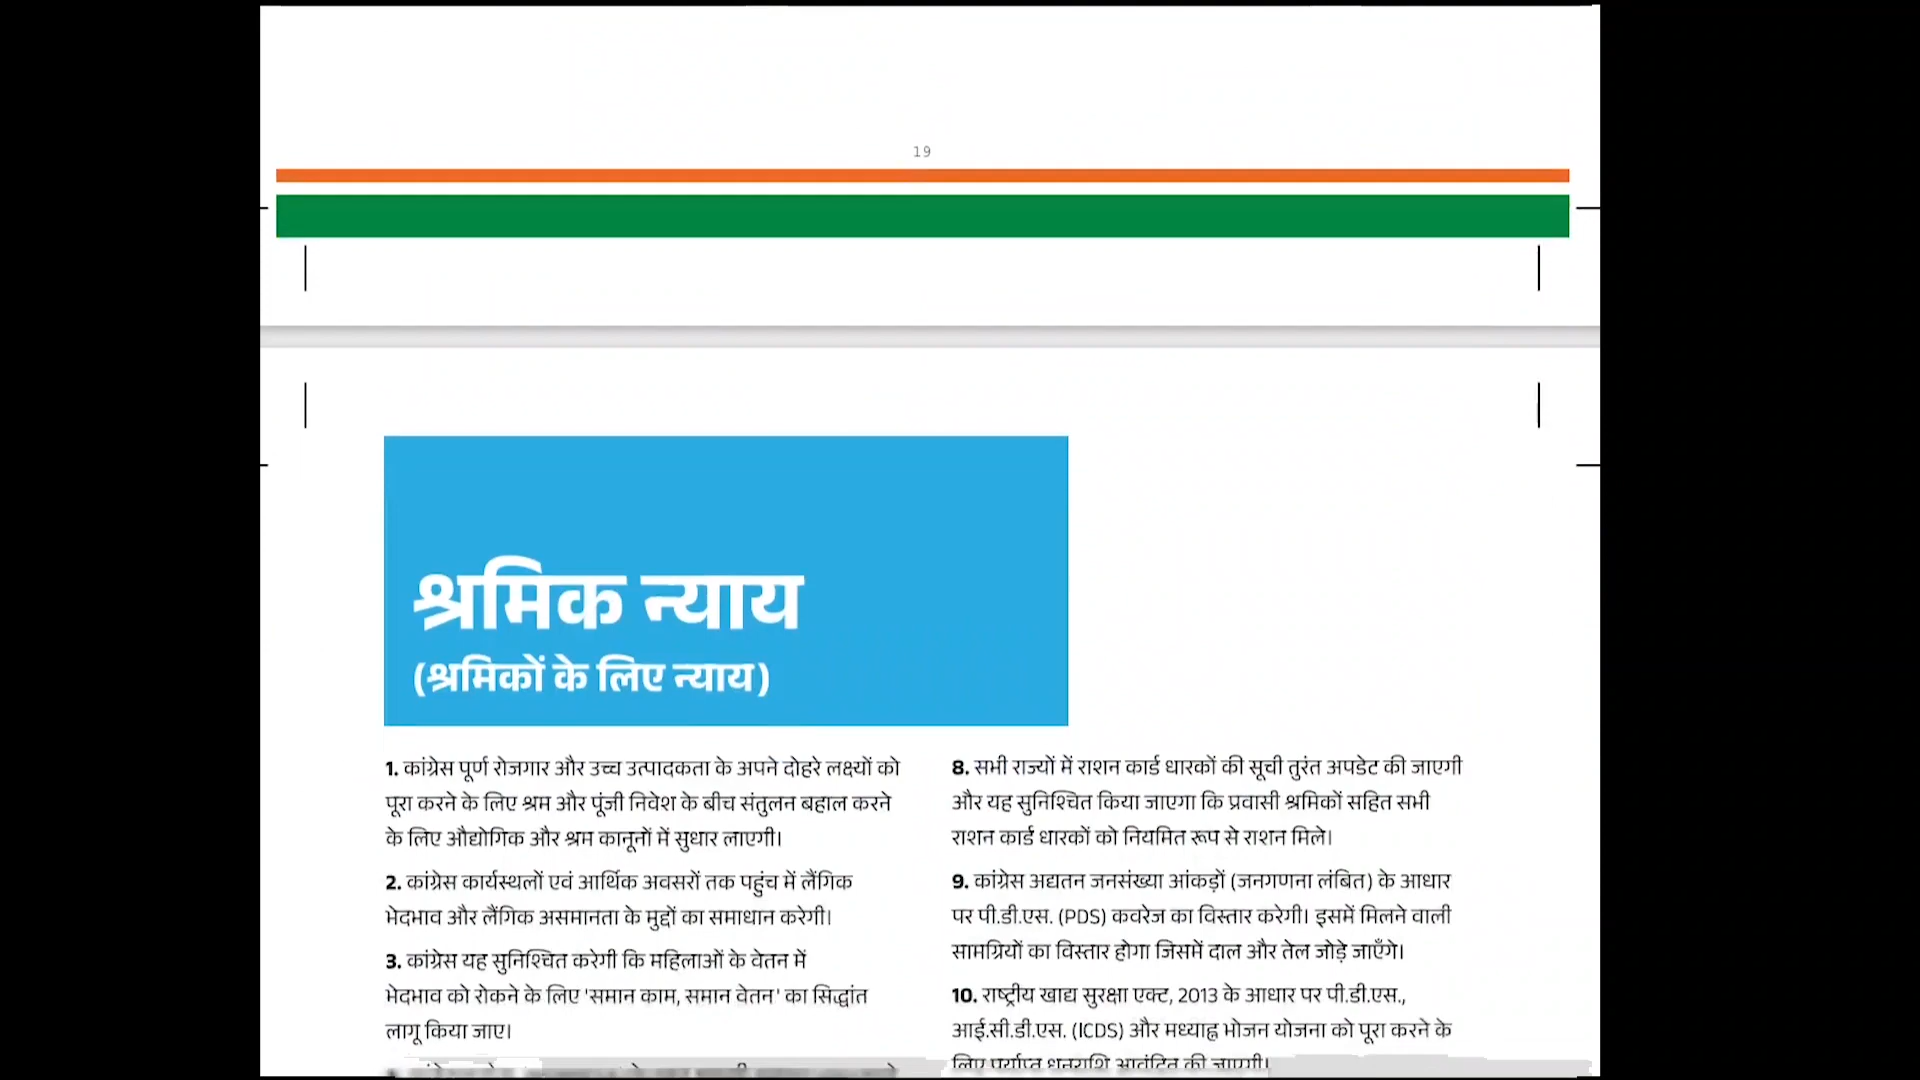 19
श्रमिक न्याय
(श्रमिकों के लिए न्याय)
1. कांग्रेस पूर्ण रोजगार और उच्च उत्पादकता के अपने दोहरे लक्ष्यों को
पूरा करने के लिए श्रम और पूंजी निवेश के बीच संतुलन बहाल करने
के लिए औद्योगिक और श्रम कानूनों में सुधार लाएगी।
2. कांग्रेस कार्यस्थलों एवं आर्थिक अवसरों तक पहुंच में लैंगिक
भेदभाव और लैंगिक असमानता के मुद्दों का समाधान करेगी।
3. कांग्रेस यह सुनिश्चित करेगी कि महिलाओं के वेतन में
भेदभाव को रोकने के लिए 'समान काम, समान वेतन' का सिद्धांत
लागू किया जाए।
8. सभी राज्यों में राशन कार्ड धारकों की सूची तुरंत अपडेट की जाएगी
और यह सुनिश्चित किया जाएगा कि प्रवासी श्रमिकों सहित सभी
राशन कार्ड धारकों को नियमित रूप से राशन मिले।
9. कांग्रेस अद्यतन जनसंख्या आंकड़ों (जनगणना लंबित) के आधार
पर पी.डी.एस. (PDS) कवरेज का विस्तार करेगी। इसमें मिलने वाली
सामग्रियों का विस्तार होगा जिसमें दाल और तेल जोड़े जाएँगे।
10. राष्ट्रीय खाद्य सुरक्षा एक्ट, 2013 के आधार पर पी.डी.एस.,
आई.सी.डी.एस. (ICDS) और मध्याह्न भोजन योजना को पूरा करने के
लिए पर्याप्त धनराशि आवंटित की जाएगी।